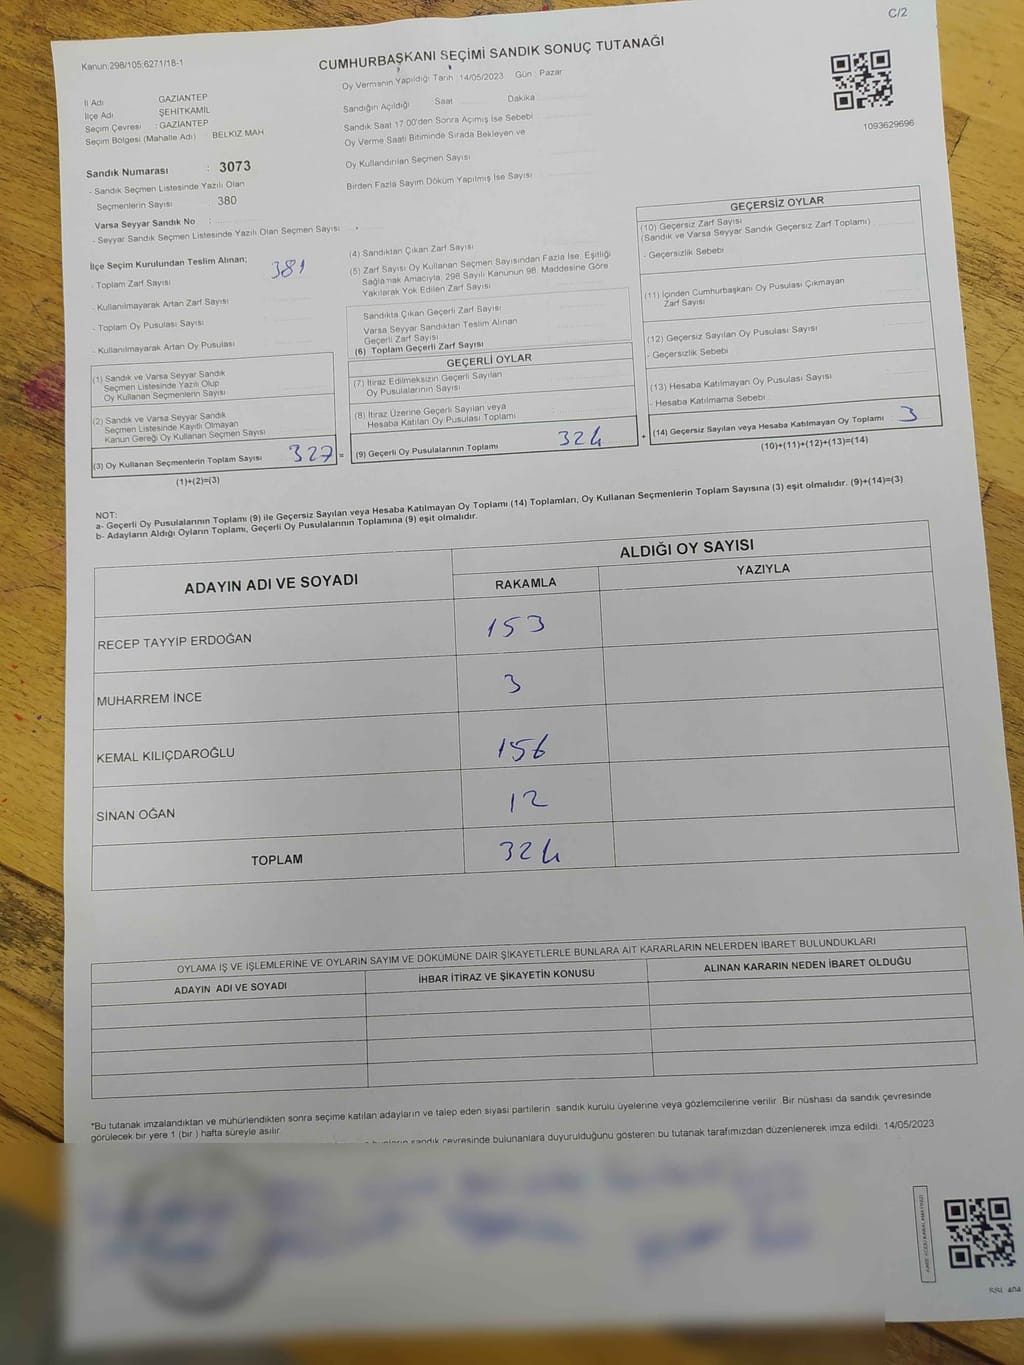 C/2
Kanun:298/105;6271/18-1
CUMHURBAŞKANI SEÇİMİ SANDIK SONUÇ TUTANAĞI
Oy Vermenin Yapıldığı Tarih : 14/05/2023 Gün : Pazar
İl Adı GAZİANTEP
İlçe Adı ŞEHİTKAMİL
Seçim Çevresi : GAZİANTEP
Seçim Bölgesi (Mahalle Adı) : BELKIZ MAH
Sandığın Açıldığı Saat Dakika
Sandık Saat 17.00'den Sonra Açımış İse Sebebi
Oy Verme Saati Bitiminde Sırada Bekleyen ve
Oy Kullandırılan Seçmen Sayısı
Birden Fazla Sayım Döküm Yapılmış İse Sayısı
1093629696
Sandık Numarası : 3073
- Sandık Seçmen Listesinde Yazılı Olan
Seçmenlerin Sayısı : 380
Varsa Seyyar Sandık No :
- Seyyar Sandık Seçmen Listesinde Yazılı Olan Seçmen Sayısı
İlçe Seçim Kurulundan Teslim Alınan;
- Toplam Zarf Sayısı 381
- Kullanılmayarak Artan Zarf Sayısı
- Toplam Oy Pusulası Sayısı
- Kullanılmayarak Artan Oy Pusulası
(1) Sandık ve Varsa Seyyar Sandık
Seçmen Listesinde Yazılı Olup
Oy Kullanan Seçmenlerin Sayısı
(2) Sandık ve Varsa Seyyar Sandık
Seçmen Listesinde Kayıtlı Olmayan
Kanun Gereği Oy Kullanan Seçmen Sayısı
(3) Oy Kullanan Seçmenlerin Toplam Sayısı 327 =
(1)+(2)=(3)
(4) Sandıktan Çıkan Zarf Sayısı
(5) Zarf Sayısı Oy Kullanan Seçmen Sayısından Fazla İse, Eşitliği
Sağlamak Amacıyla; 298 Sayılı Kanunun 98. Maddesine Göre
Yakılarak Yok Edilen Zarf Sayısı
Sandıkta Çıkan Geçerli Zarf Sayısı
Varsa Seyyar Sandıktan Teslim Alınan
Geçerli Zarf Sayısı
(6) Toplam Geçerli Zarf Sayısı
GEÇERLİ OYLAR
(7) İtiraz Edilmeksizin Geçerli Sayılan
Oy Pusulalarının Sayısı
(8) İtiraz Üzerine Geçerli Sayılan veya
Hesaba Katılan Oy Pusulası Toplamı
(9) Geçerli Oy Pusulalarının Toplamı 324 +
GEÇERSİZ OYLAR
(10) Geçersiz Zarf Sayısı
(Sandık ve Varsa Seyyar Sandık Geçersiz Zarf Toplamı)
- Geçersizlik Sebebi
(11) İçinden Cumhurbaşkanı Oy Pusulası Çıkmayan
Zarf Sayısı
(12) Geçersiz Sayılan Oy Pusulası Sayısı
- Geçersizlik Sebebi
(13) Hesaba Katılmayan Oy Pusulası Sayısı
- Hesaba Katılmama Sebebi
(14) Geçersiz Sayılan veya Hesaba Katılmayan Oy Toplamı : 3
(10)+(11)+(12)+(13)=(14)
NOT:
a- Geçerli Oy Pusulalarının Toplamı (9) ile Geçersiz Sayılan veya Hesaba Katılmayan Oy Toplamı (14) Toplamları, Oy Kullanan Seçmenlerin Toplam Sayısına (3) eşit olmalıdır. (9)+(14)=(3)
b- Adayların Aldığı Oyların Toplamı, Geçerli Oy Pusulalarının Toplamına (9) eşit olmalıdır.
ADAYIN ADI VE SOYADI ALDIĞI OY SAYISI
RAKAMLA YAZIYLA
RECEP TAYYİP ERDOĞAN 153
MUHARREM İNCE 3
KEMAL KILIÇDAROĞLU 156
SİNAN OĞAN 12
TOPLAM 324
OYLAMA İŞ VE İŞLEMLERİNE VE OYLARIN SAYIM VE DÖKÜMÜNE DAİR ŞİKAYETLERLE BUNLARA AİT KARARLARIN NELERDEN İBARET BULUNDUKLARI
ADAYIN ADI VE SOYADI İHBAR İTİRAZ VE ŞİKAYETİN KONUSU ALINAN KARARIN NEDEN İBARET OLDUĞU
*Bu tutanak imzalandıktan ve mühürlendikten sonra seçime katılan adayların ve talep eden siyasi partilerin sandık kurulu üyelerine veya gözlemcilerine verilir. Bir nüshası da sandık çevresinde
görülecek bir yere 1 (bir ) hafta süreyle asılır.
sandık çevresinde bulunanlara duyurulduğunu gösteren bu tutanak tarafımızdan düzenlenerek imza edildi. 14/05/2023